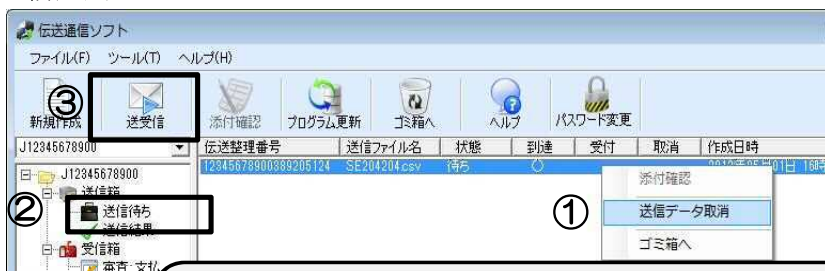 伝送通信ソフト
ファイル(F) ツール(T) ヘルプ(H)
③
新規作成 送受信 添付確認 プログラム更新 ゴミ箱へ ヘルプ パスワード変更
J12345678900
伝送整理番号 送信ファイル名 状態 到達 受付 取消 作成日時
12345678900389205124 SE204204.csv 待ち ○
J12345678900
送信箱
② 送信待ち
送信結果
受信箱
①
添付確認
送信データ取消
ゴミ箱へ